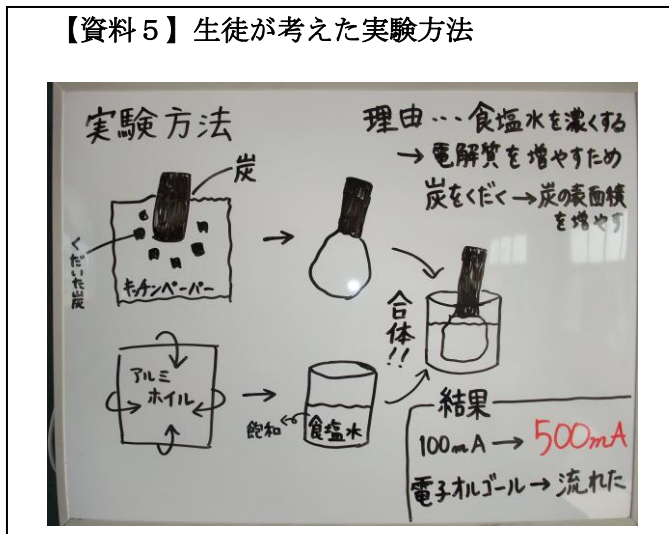 【資料５】生徒が考えた実験方法
実験方法
理由…食塩水を濃くする
→電解質を増やすため
炭をくだく→炭の表面積
を増やす
炭
くだいた炭
キッチンペーパー
合体!!
アルミ
ホイル
飽和
食塩水
結果
100mA→500mA
電子オルゴール→流れた